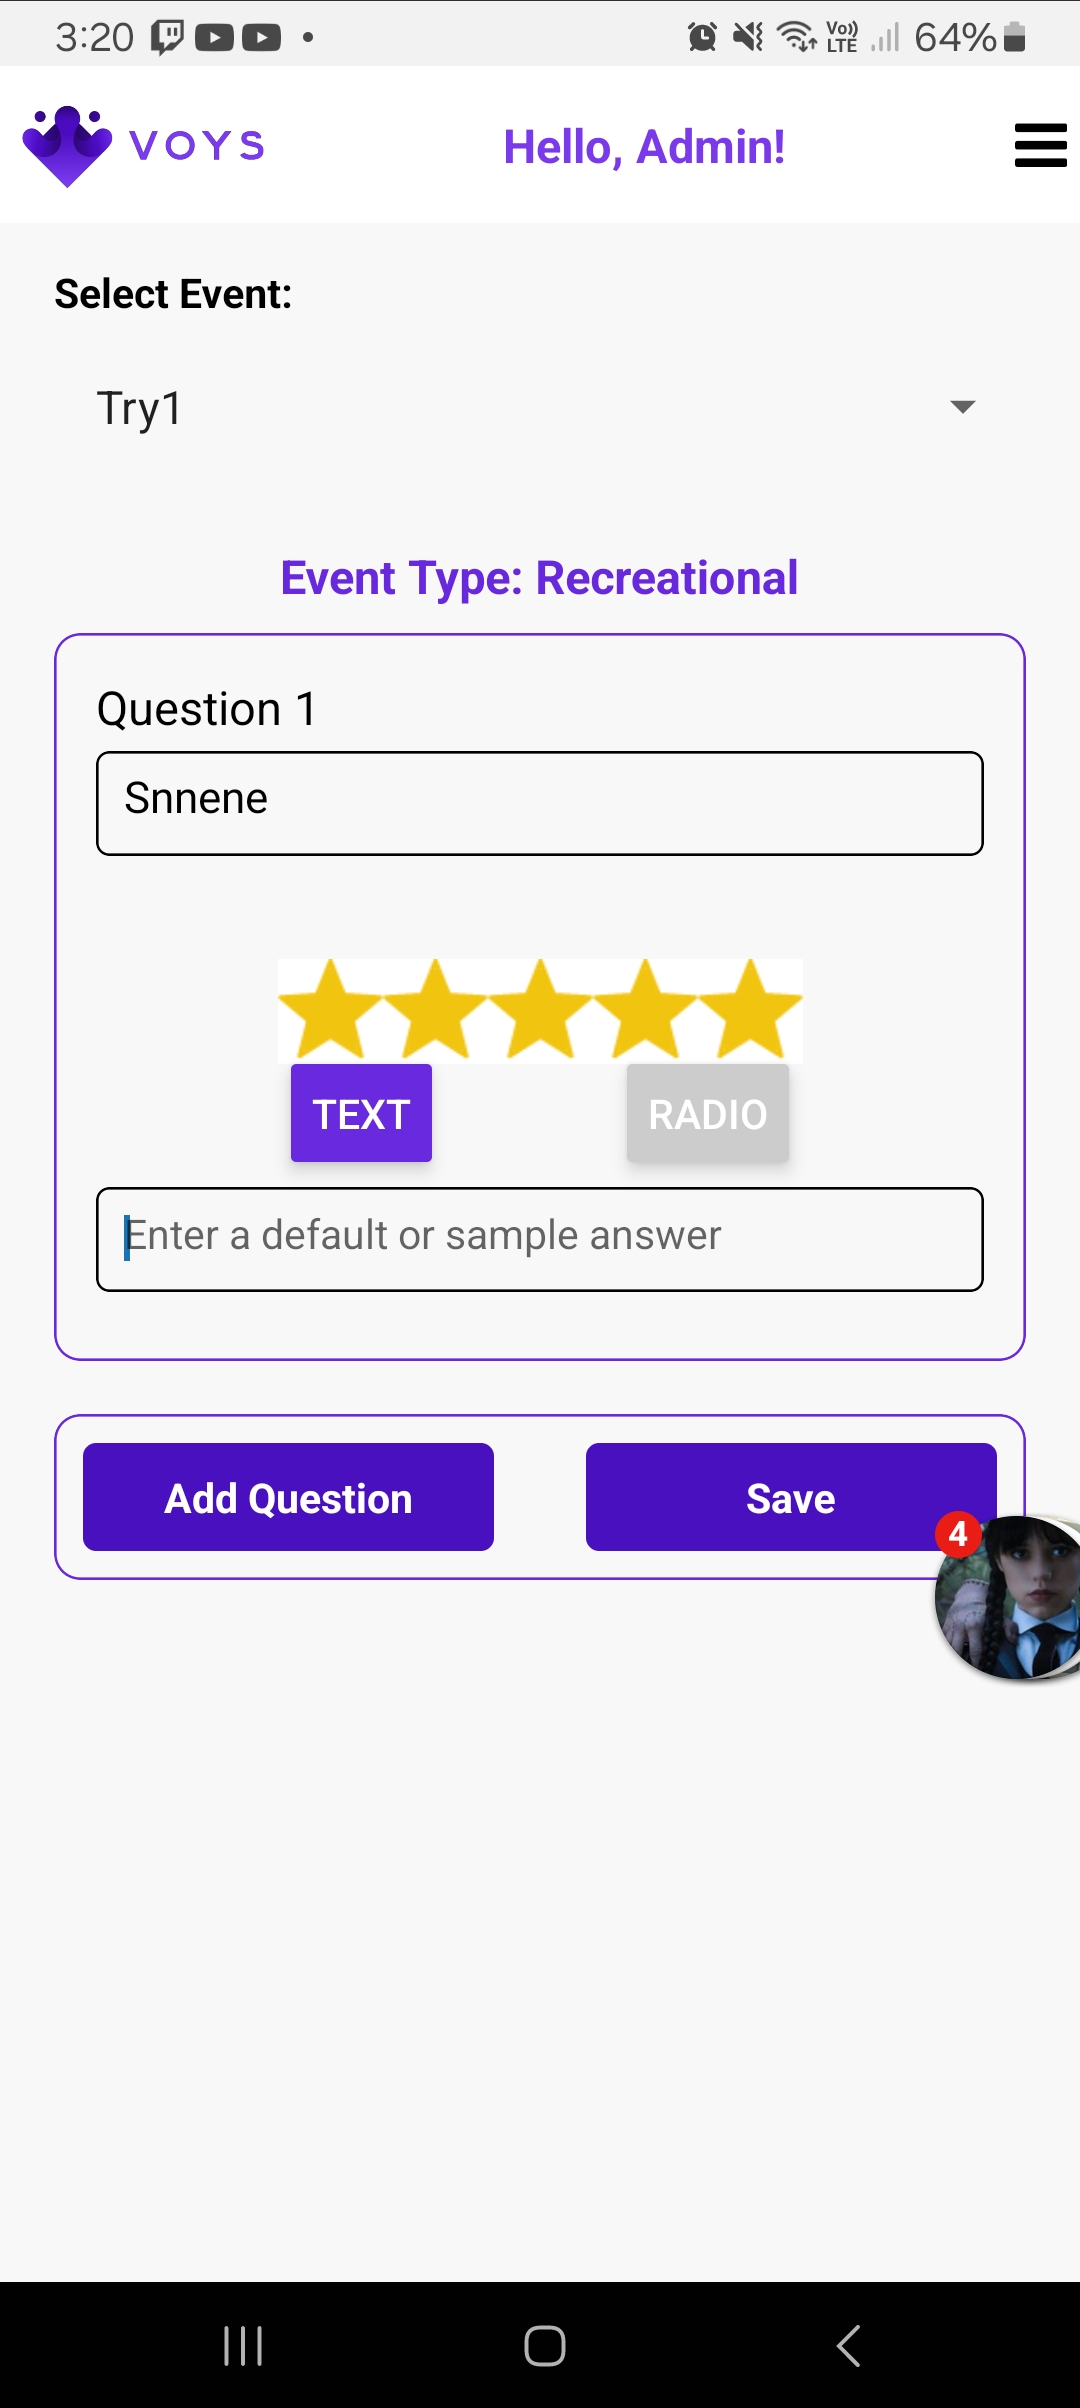 3:20
Vo))
LTE
64%
VOYS
Hello, Admin!
Select Event:
Try1
Event Type: Recreational
Question 1
Snnene
TEXT
RADIO
Enter a default or sample answer
Add Question
Save
4